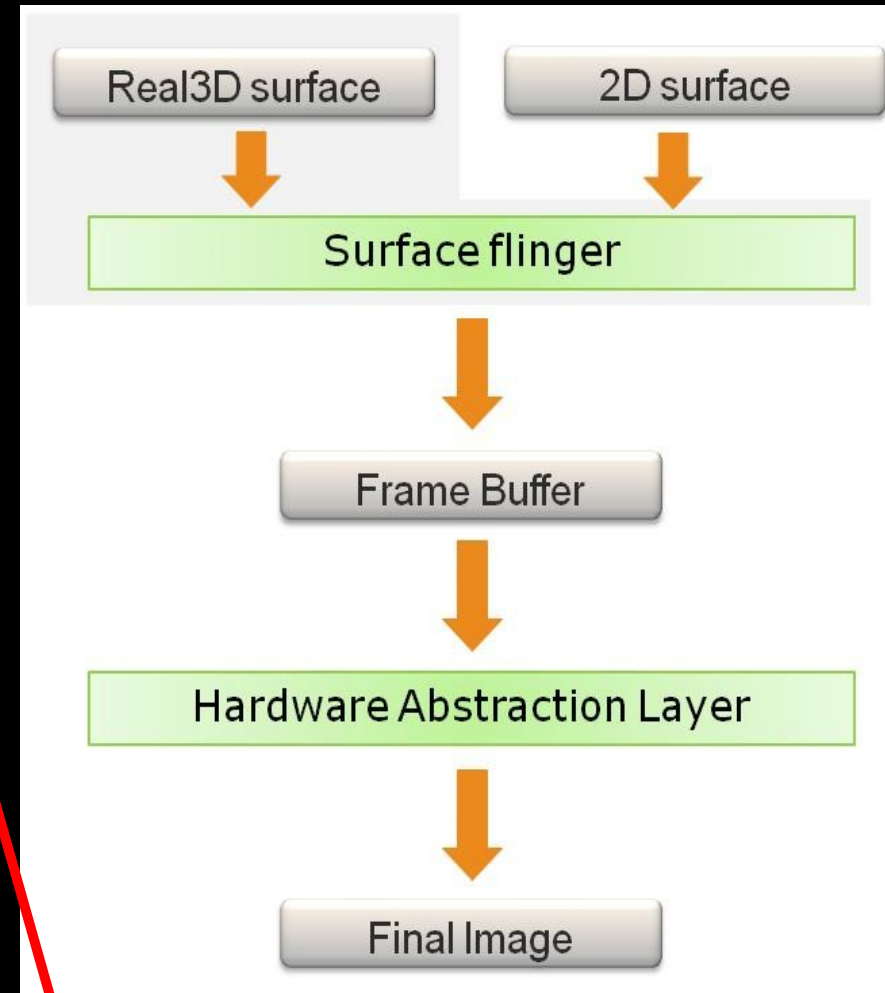 Real3D surface
2D surface
Surface flinger
Frame Buffer
Hardware Abstraction Layer
Final Image